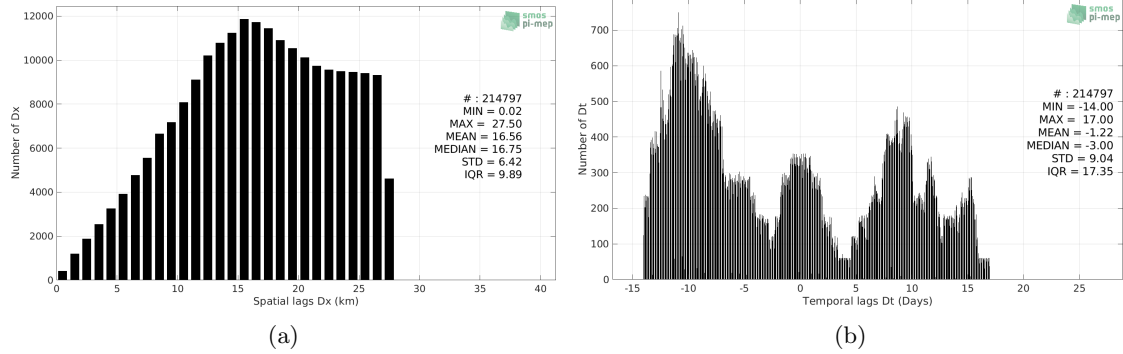 12000
10000
8000
6000
4000
2000
0
Number of Dx
0 5 10 15 20 25 30 35 40
Spatial lags Dx (km)
smos
pi-mep
# : 214797
MIN = 0.02
MAX = 27.50
MEAN = 16.56
MEDIAN = 16.75
STD = 6.42
IQR = 9.89
(a)
700
600
500
400
300
200
100
0
Number of Dt
-15 -10 -5 0 5 10 15 20 25
Temporal lags Dt (Days)
smos
pi-mep
# : 214797
MIN = -14.00
MAX = 17.00
MEAN = -1.22
MEDIAN = -3.00
STD = 9.04
IQR = 17.35
(b)